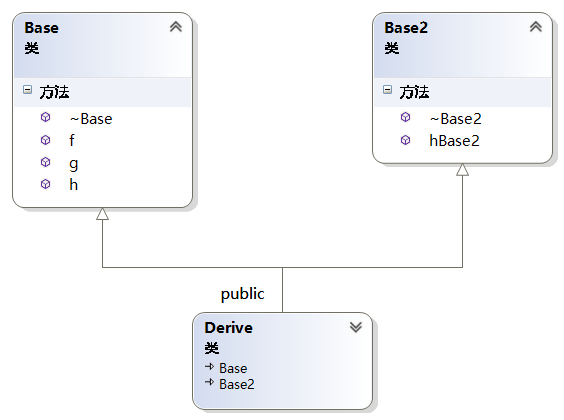 Base
类
方法
~Base
f
g
h
Base2
类
方法
~Base2
hBase2
public
Derive
类
Base
Base2